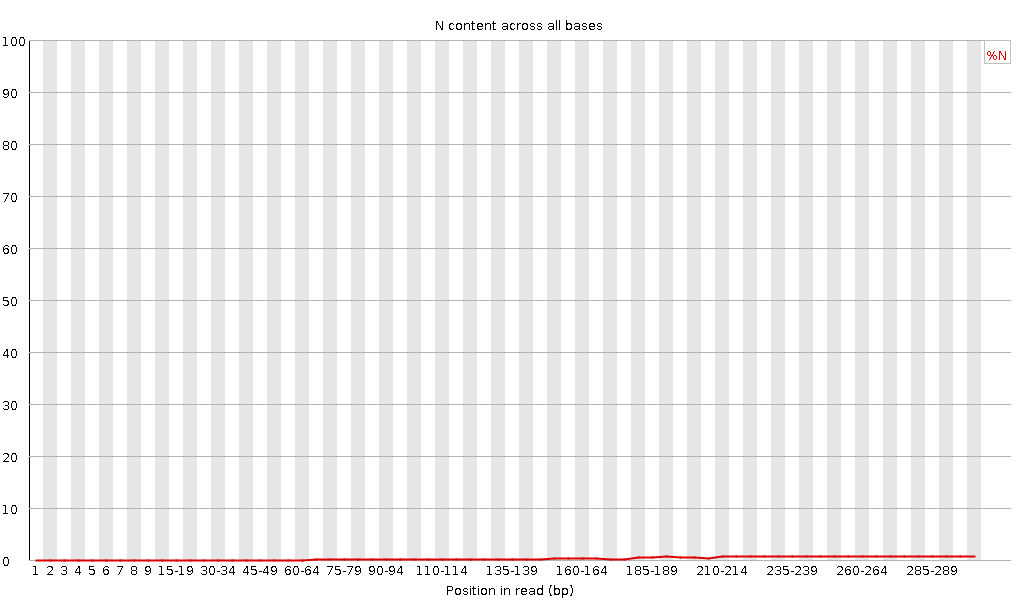 N content across all bases
%N
100
90
80
70
60
50
40
30
20
10
0
1 2 3 4 5 6 7 8 9 15-19 30-34 45-49 60-64 75-79 90-94 110-114 135-139 160-164 185-189 210-214 235-239 260-264 285-289
Position in read (bp)